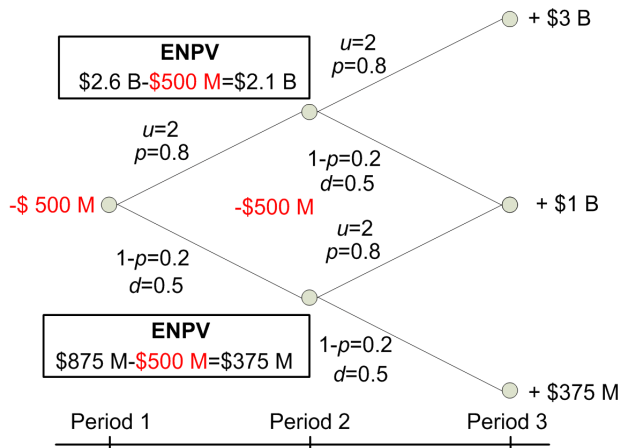 + $3 B
ENPV
$2.6 B-$500 M=$2.1 B
u=2
p=0.8
u=2
p=0.8
1-p=0.2
d=0.5
-$ 500 M
-$500 M
+ $1 B
u=2
p=0.8
1-p=0.2
d=0.5
ENPV
$875 M-$500 M=$375 M
1-p=0.2
d=0.5
+ $375 M
Period 1
Period 2
Period 3